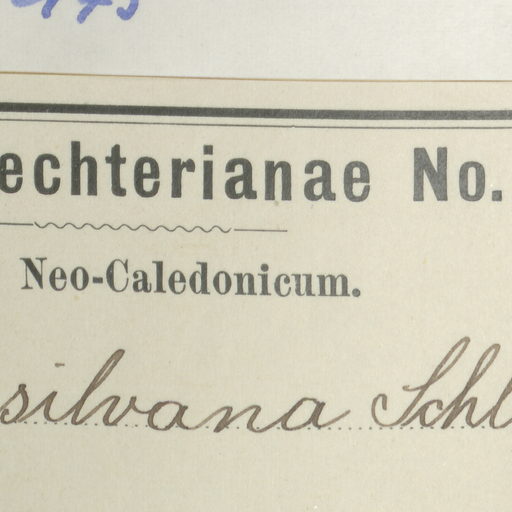 echterianae No.
Neo-Caledonicum.
silvana Schl